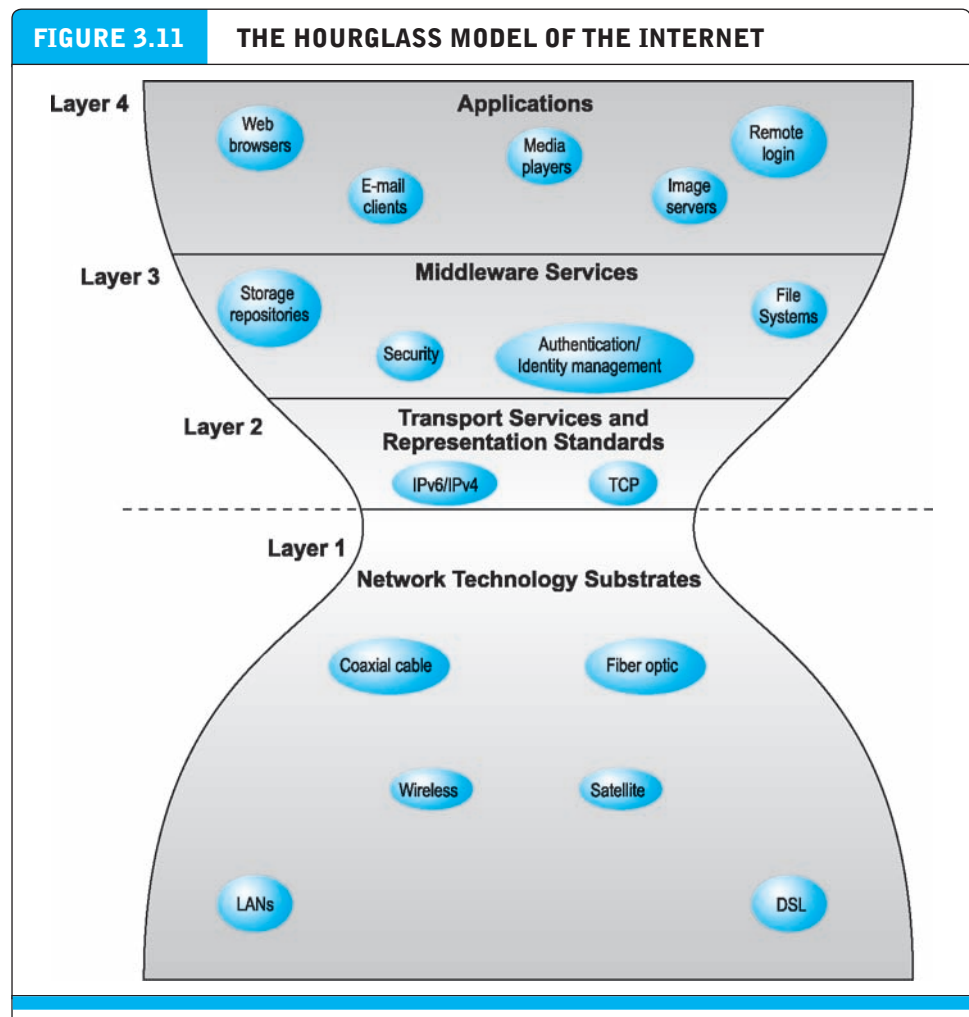 FIGURE 3.11 THE HOURGLASS MODEL OF THE INTERNET
Layer 4
Applications
Web
browsers
Media
players
Remote
login
E-mail
clients
Image
servers
Layer 3
Middleware Services
Storage
repositories
File
Systems
Security
Authentication/
Identity management
Layer 2
Transport Services and
Representation Standards
IPv6/IPv4
TCP
Layer 1
Network Technology Substrates
Coaxial cable
Fiber optic
Wireless
Satellite
LANs
DSL